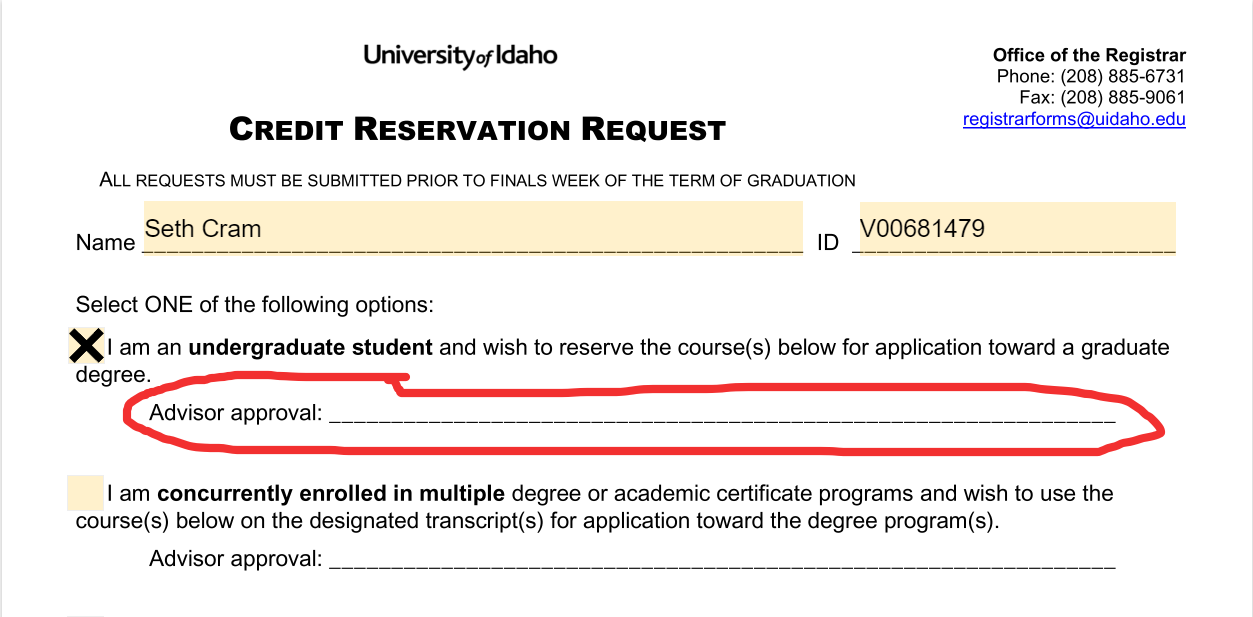 University of Idaho
Office of the Registrar
Phone: (208) 885-6731
Fax: (208) 885-9061
registrarforms@uidaho.edu
CREDIT RESERVATION REQUEST
ALL REQUESTS MUST BE SUBMITTED PRIOR TO FINALS WEEK OF THE TERM OF GRADUATION
Name Seth Cram ID V00681479
Select ONE of the following options:
I am an undergraduate student and wish to reserve the course(s) below for application toward a graduate
degree.
Advisor approval:
I am concurrently enrolled in multiple degree or academic certificate programs and wish to use the
course(s) below on the designated transcript(s) for application toward the degree program(s).
Advisor approval: